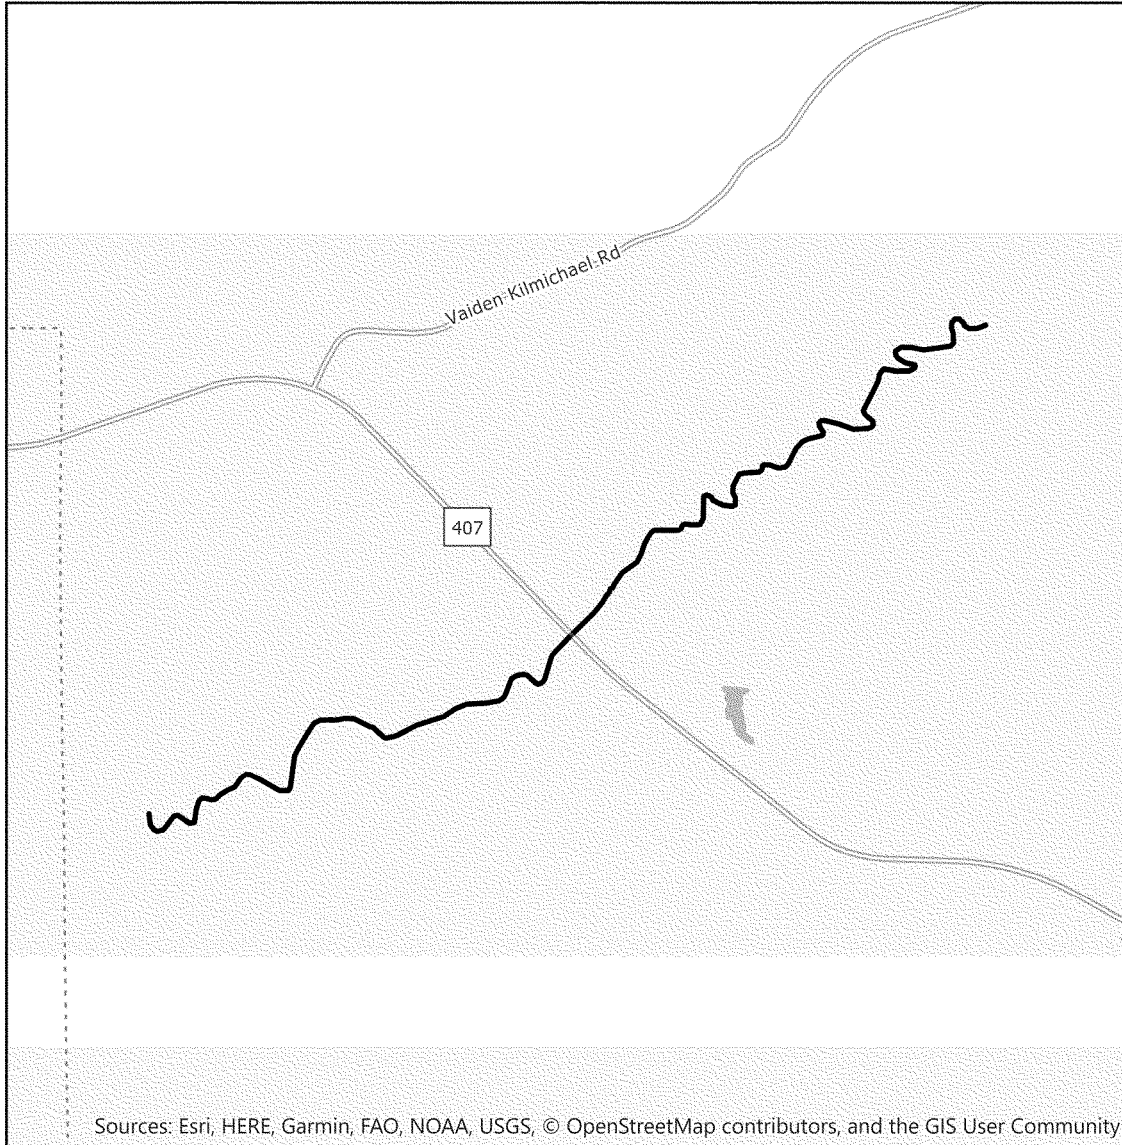 Vaiden-Kilmichael-Rd
407
Sources: Esri, HERE, Garmin, FAO, NOAA, USGS, © OpenStreetMap contributors, and the GIS User Community